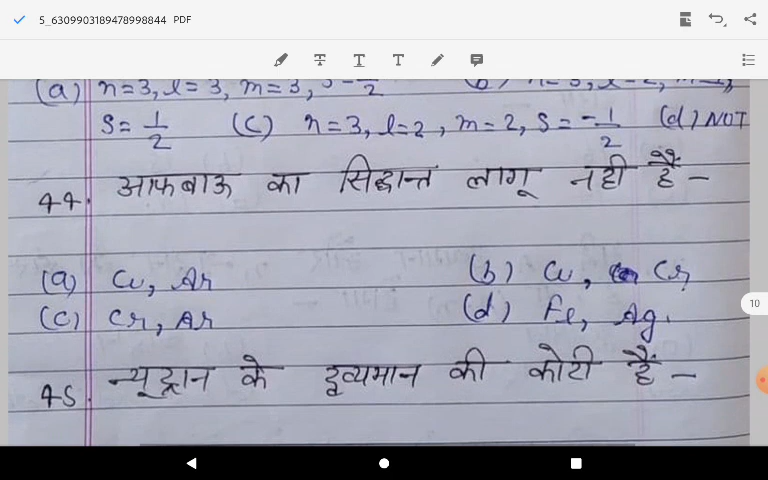 5_6309903189478998844 PDF
(a) n=3, l=3, m=3,
S= 1/2 (c) n=3, l=2, m=2, s=-1/2 (d) NOT
44. आफबाऊ का सिद्धान्त लागू नही है -
(a) Cu, Ar (b) Cu, Cr
(c) Cr, Ar (d) Fe, Ag.
10
45. न्यूट्रान के द्रव्यमान की कोटी हैं -